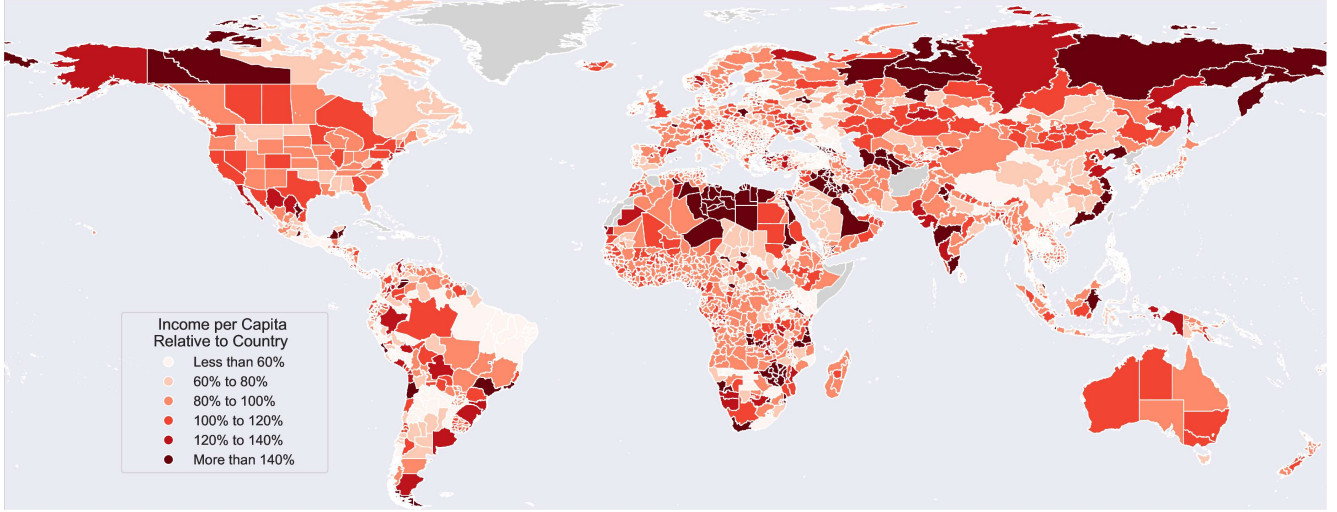 Income per Capita
Relative to Country
Less than 60%
60% to 80%
80% to 100%
100% to 120%
120% to 140%
More than 140%